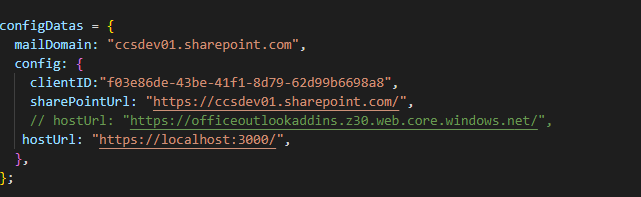 configDatas = {
mailDomain: "ccsdev01.sharepoint.com",
config: {
clientID:"f03e86de-43be-41f1-8d79-62d99b6698a8",
sharePointUrl: "https://ccsdev01.sharepoint.com/",
// hostUrl: "https://officeoutlookaddins.z30.web.core.windows.net/",
hostUrl: "https://localhost:3000/",
},
};